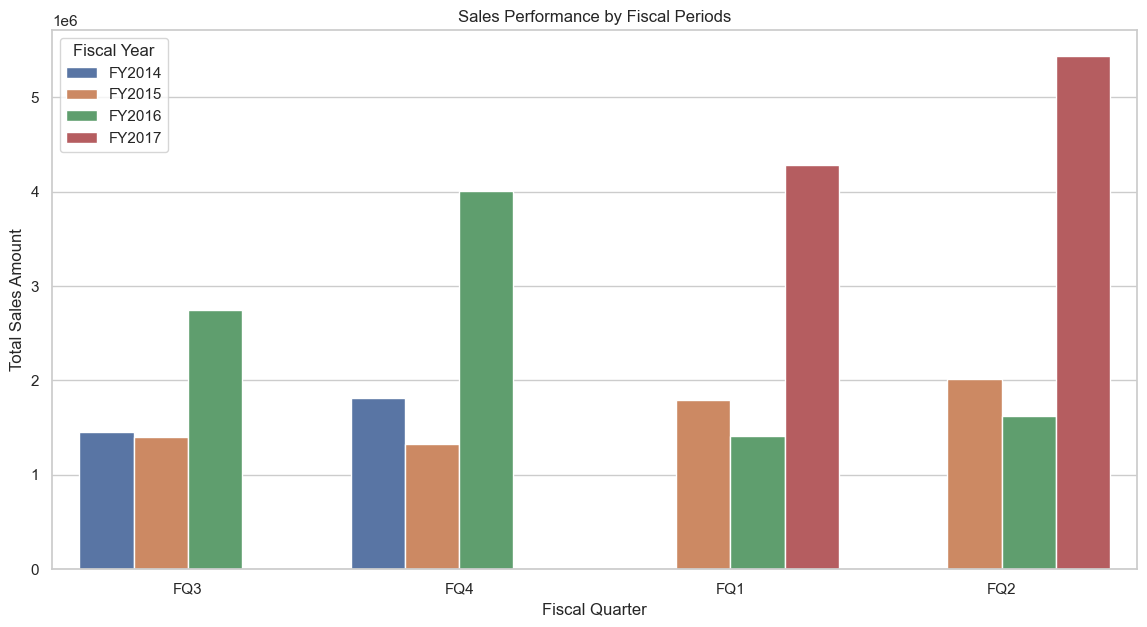 Sales Performance by Fiscal Periods
1e6
Fiscal Year
FY2014
FY2015
FY2016
FY2017
Total Sales Amount
5
4
3
2
1
0
FQ3
FQ4
FQ1
FQ2
Fiscal Quarter